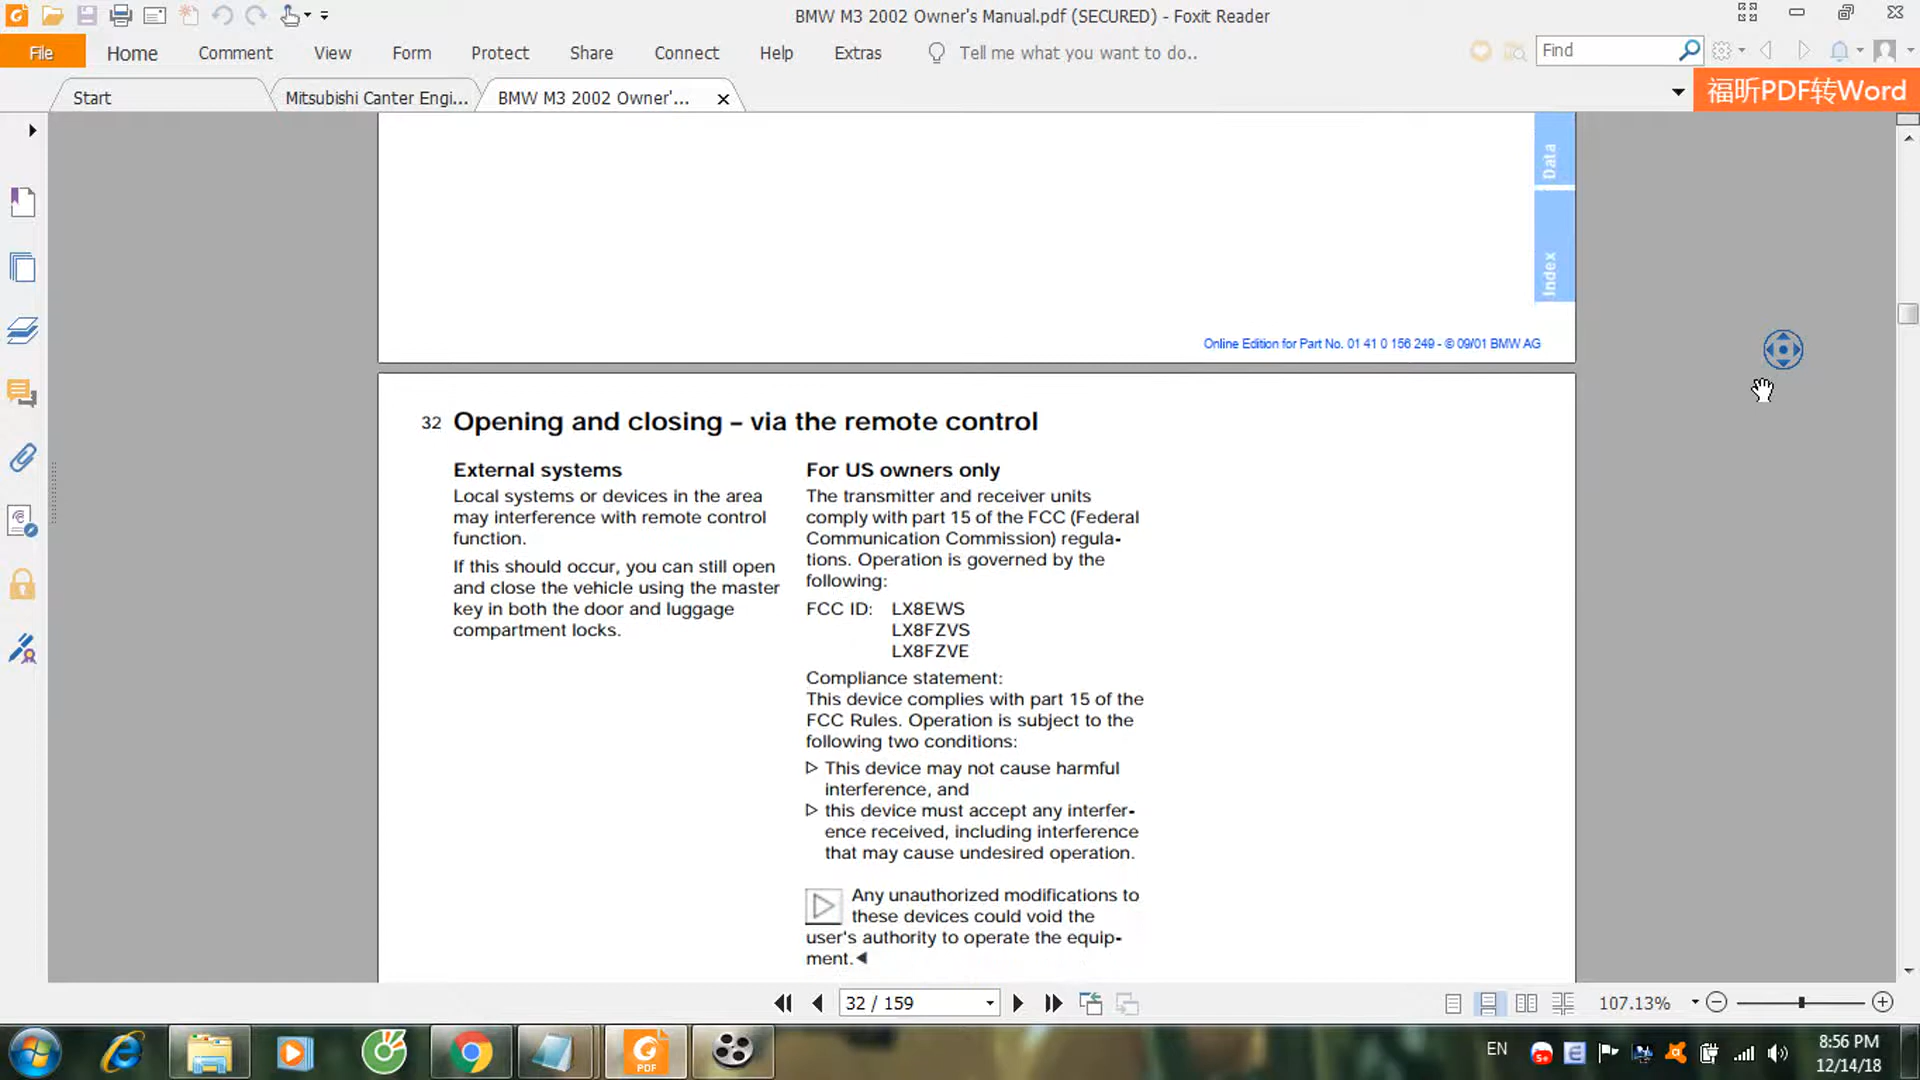 BMW M3 2002 Owner's Manual.pdf (SECURED) - Foxit Reader
File Home Comment View Form Protect Share Connect Help Extras Tell me what you want to do.. Find
Start Mitsubishi Canter Engi... BMW M3 2002 Owner'... 福昕PDF转Word
Data
Index
Online Edition for Part No. 01 41 0 156 249 - © 09/01 BMW AG
32 Opening and closing – via the remote control
External systems
Local systems or devices in the area
may interference with remote control
function.
If this should occur, you can still open
and close the vehicle using the master
key in both the door and luggage
compartment locks.
For US owners only
The transmitter and receiver units
comply with part 15 of the FCC (Federal
Communication Commission) regula-
tions. Operation is governed by the
following:
FCC ID: LX8EWS
LX8FZVS
LX8FZVE
Compliance statement:
This device complies with part 15 of the
FCC Rules. Operation is subject to the
following two conditions:
This device may not cause harmful
interference, and
this device must accept any interfer-
ence received, including interference
that may cause undesired operation.
Any unauthorized modifications to
these devices could void the
user's authority to operate the equip-
ment.
32 / 159 107.13%
PDF
EN
8:56 PM
12/14/18